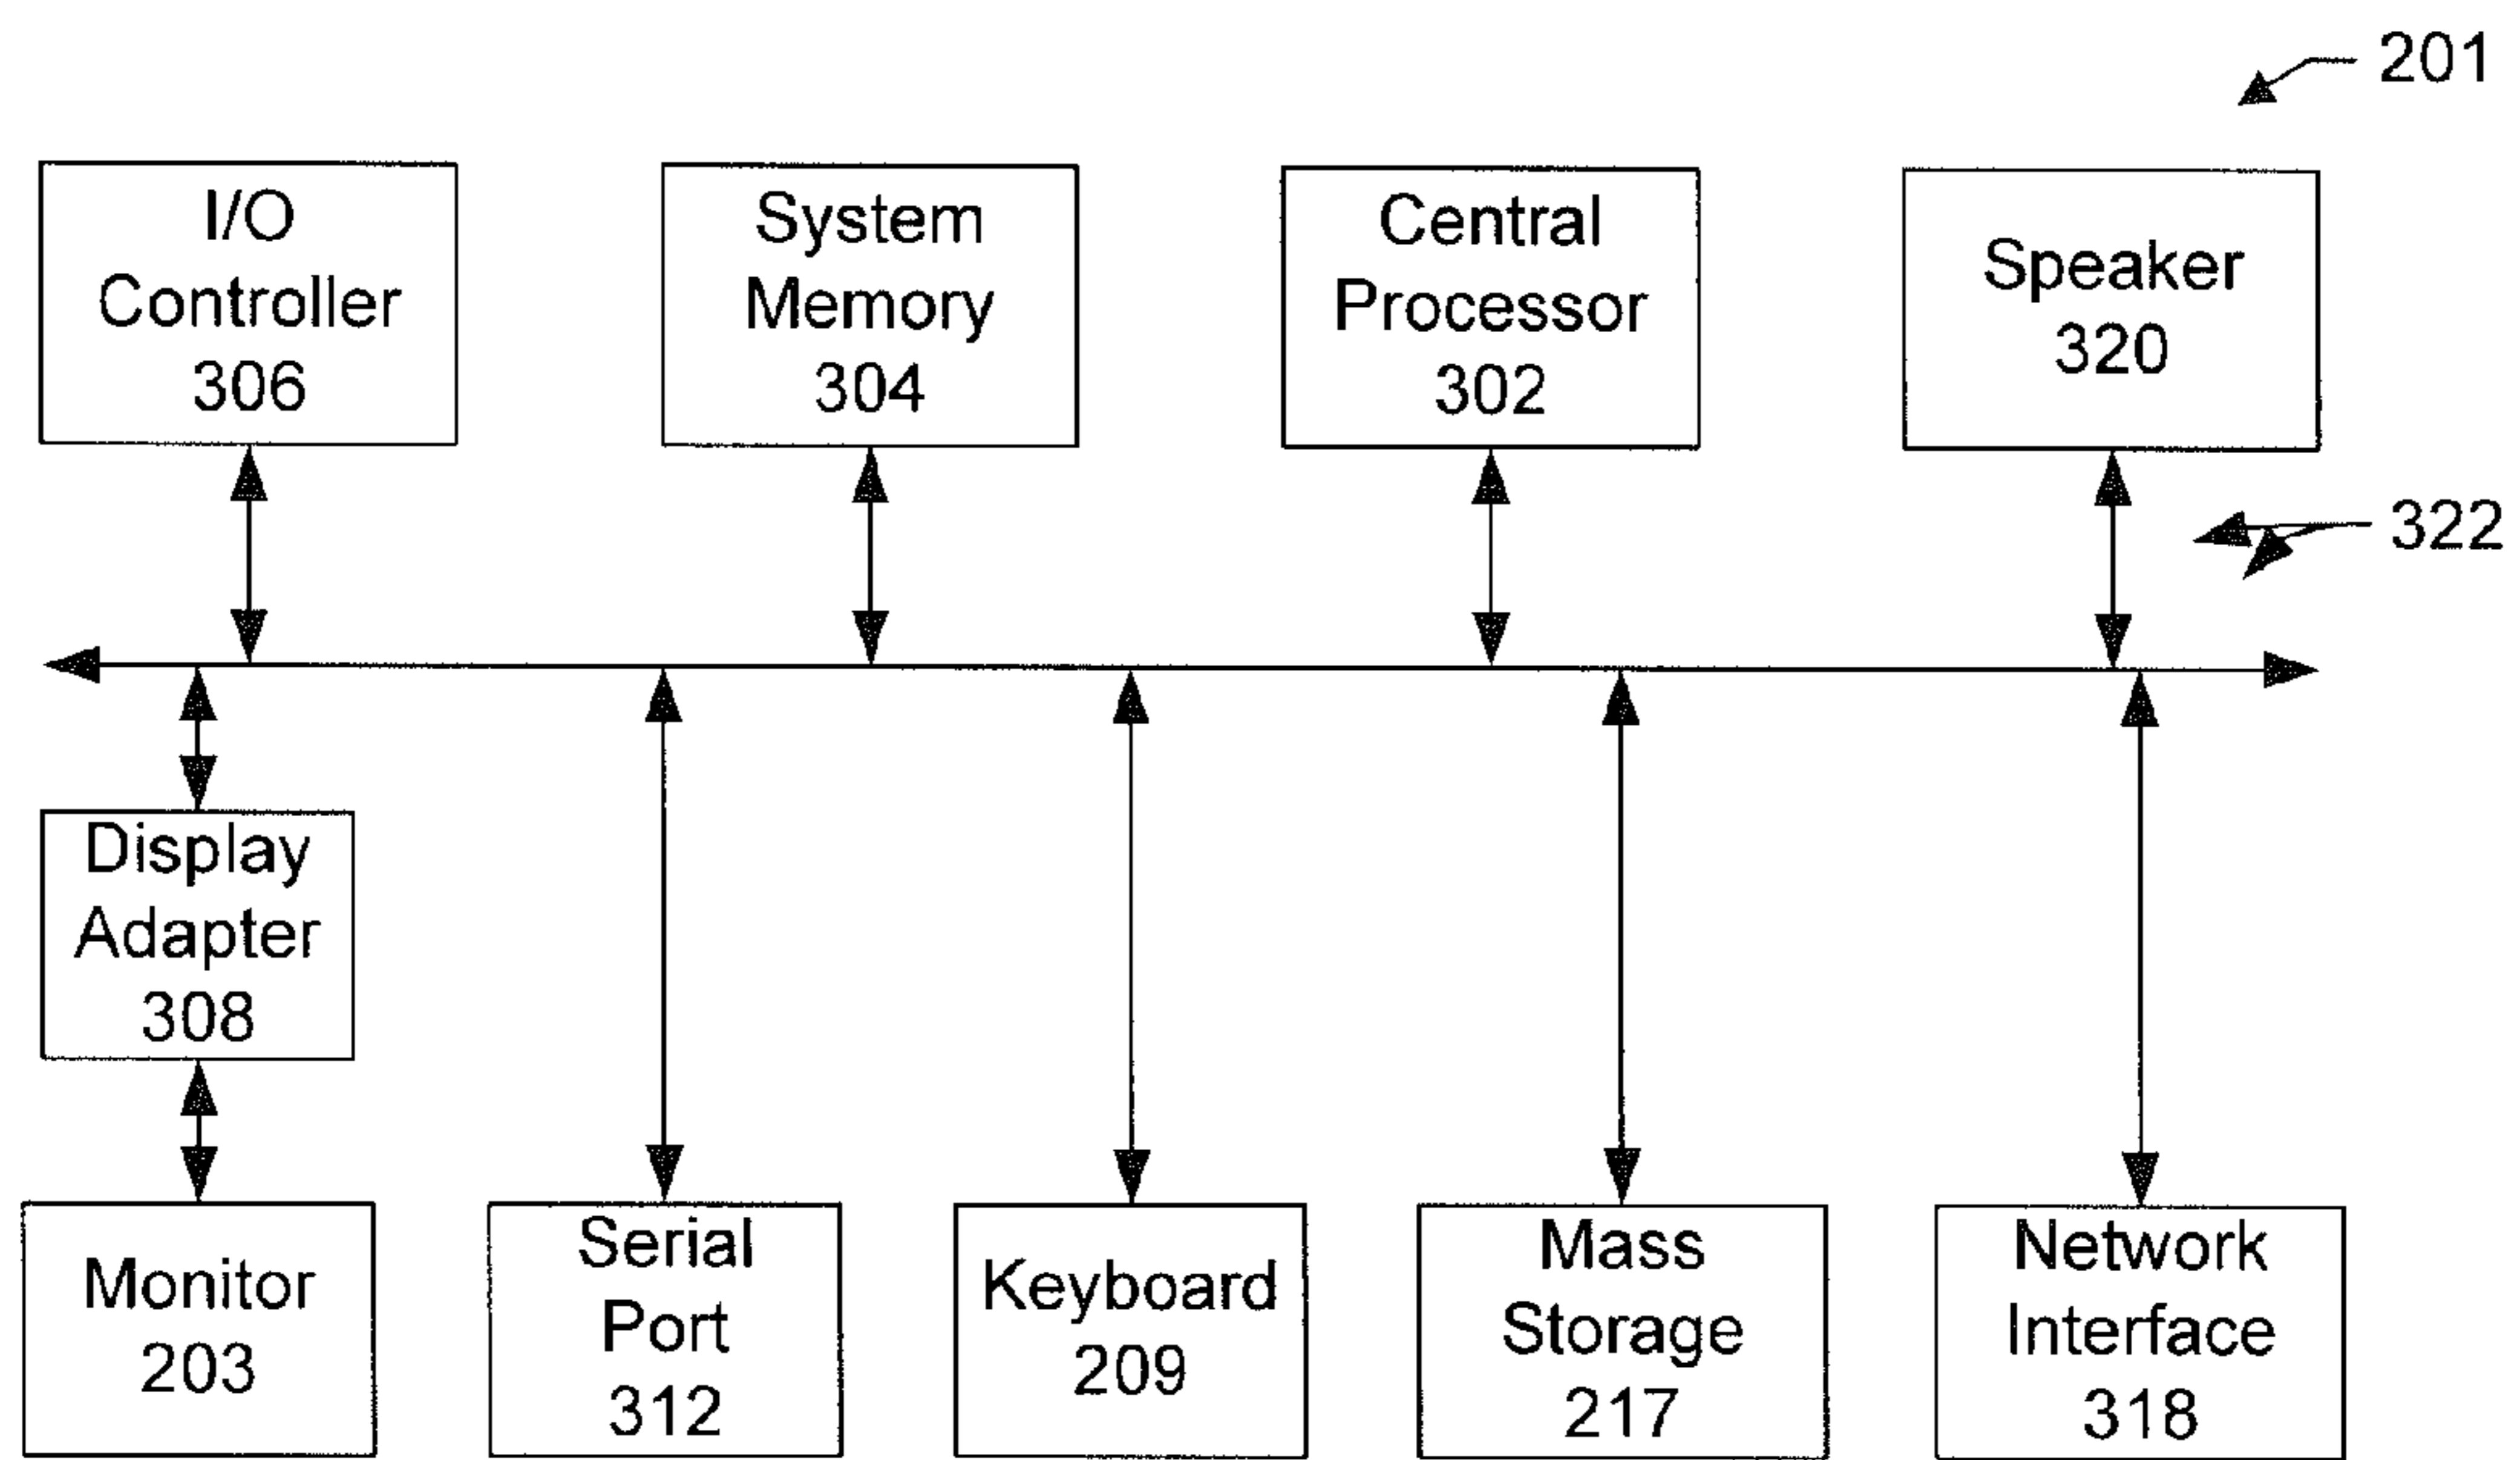 201
I/O
Controller
306
System
Memory
304
Central
Processor
302
Speaker
320
322
Display
Adapter
308
Monitor
203
Serial
Port
312
Keyboard
209
Mass
Storage
217
Network
Interface
318